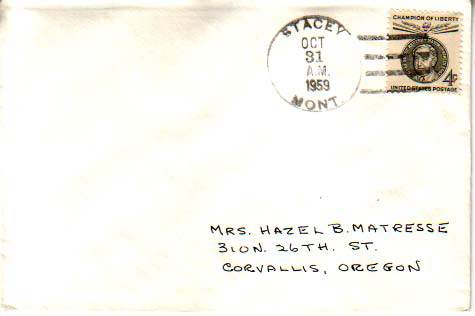 STACEY
OCT
31
A.M.
1959
MONT.
CHAMPION OF LIBERTY
4¢
UNITED STATES POSTAGE
MRS. HAZEL B. MATRESSE
310 N. 26TH. ST.
CORVALLIS, OREGON